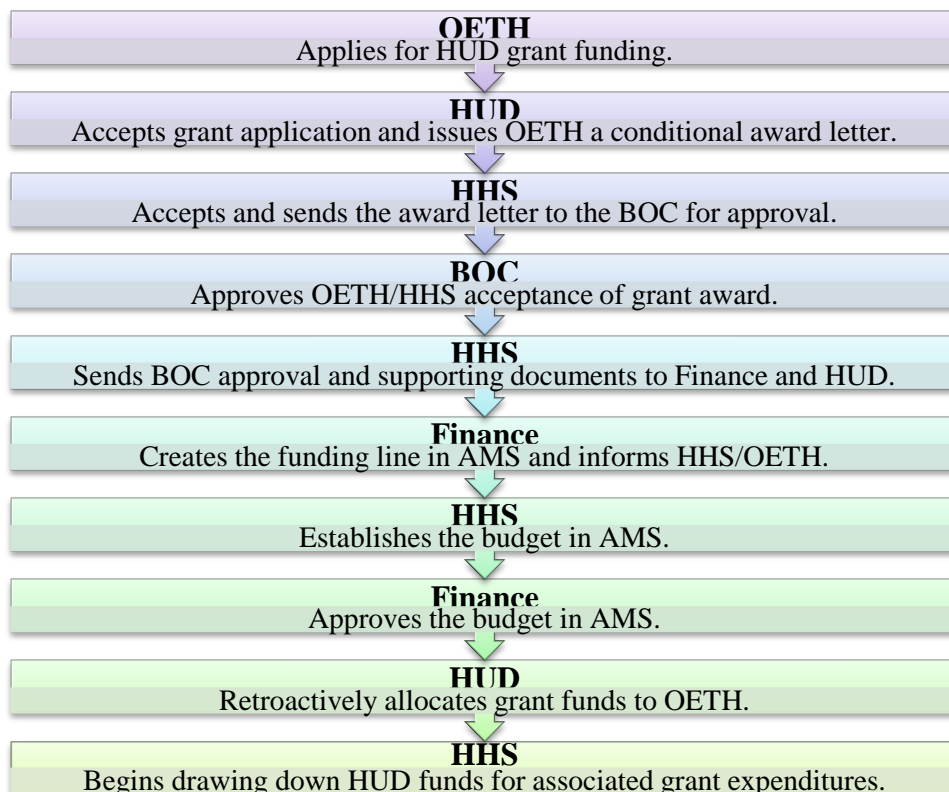 OETH
Applies for HUD grant funding.
HUD
Accepts grant application and issues OETH a conditional award letter.
HHS
Accepts and sends the award letter to the BOC for approval.
BOC
Approves OETH/HHS acceptance of grant award.
HHS
Sends BOC approval and supporting documents to Finance and HUD.
Finance
Creates the funding line in AMS and informs HHS/OETH.
HHS
Establishes the budget in AMS.
Finance
Approves the budget in AMS.
HUD
Retroactively allocates grant funds to OETH.
HHS
Begins drawing down HUD funds for associated grant expenditures.